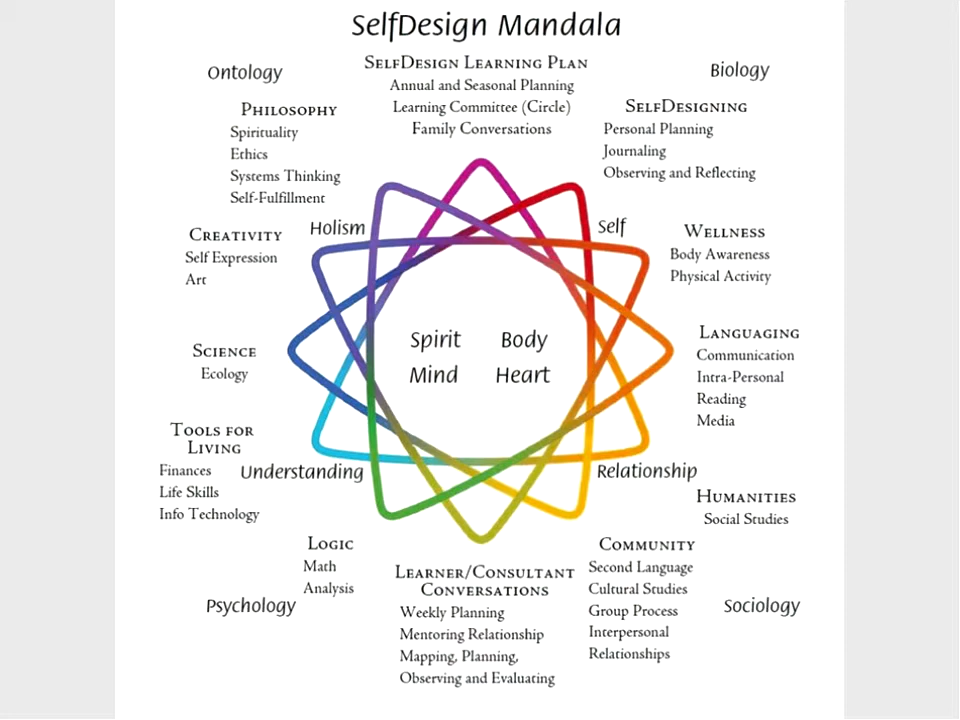 SelfDesign Mandala
Ontology
Biology
SelfDesign Learning Plan
Annual and Seasonal Planning
Learning Committee (Circle)
Family Conversations
Philosophy
Spirituality
Ethics
Systems Thinking
Self-Fulfillment
SelfDesigning
Personal Planning
Journaling
Observing and Reflecting
Holism
Self
Creativity
Self Expression
Art
Wellness
Body Awareness
Physical Activity
Spirit Body
Mind Heart
Science
Ecology
Languaging
Communication
Intra-Personal
Reading
Media
Tools for
Living
Finances
Life Skills
Info Technology
Understanding
Relationship
Humanities
Social Studies
Logic
Math
Analysis
Psychology
Learner/Consultant
Conversations
Weekly Planning
Mentoring Relationship
Mapping, Planning,
Observing and Evaluating
Community
Second Language
Cultural Studies
Group Process
Interpersonal
Relationships
Sociology